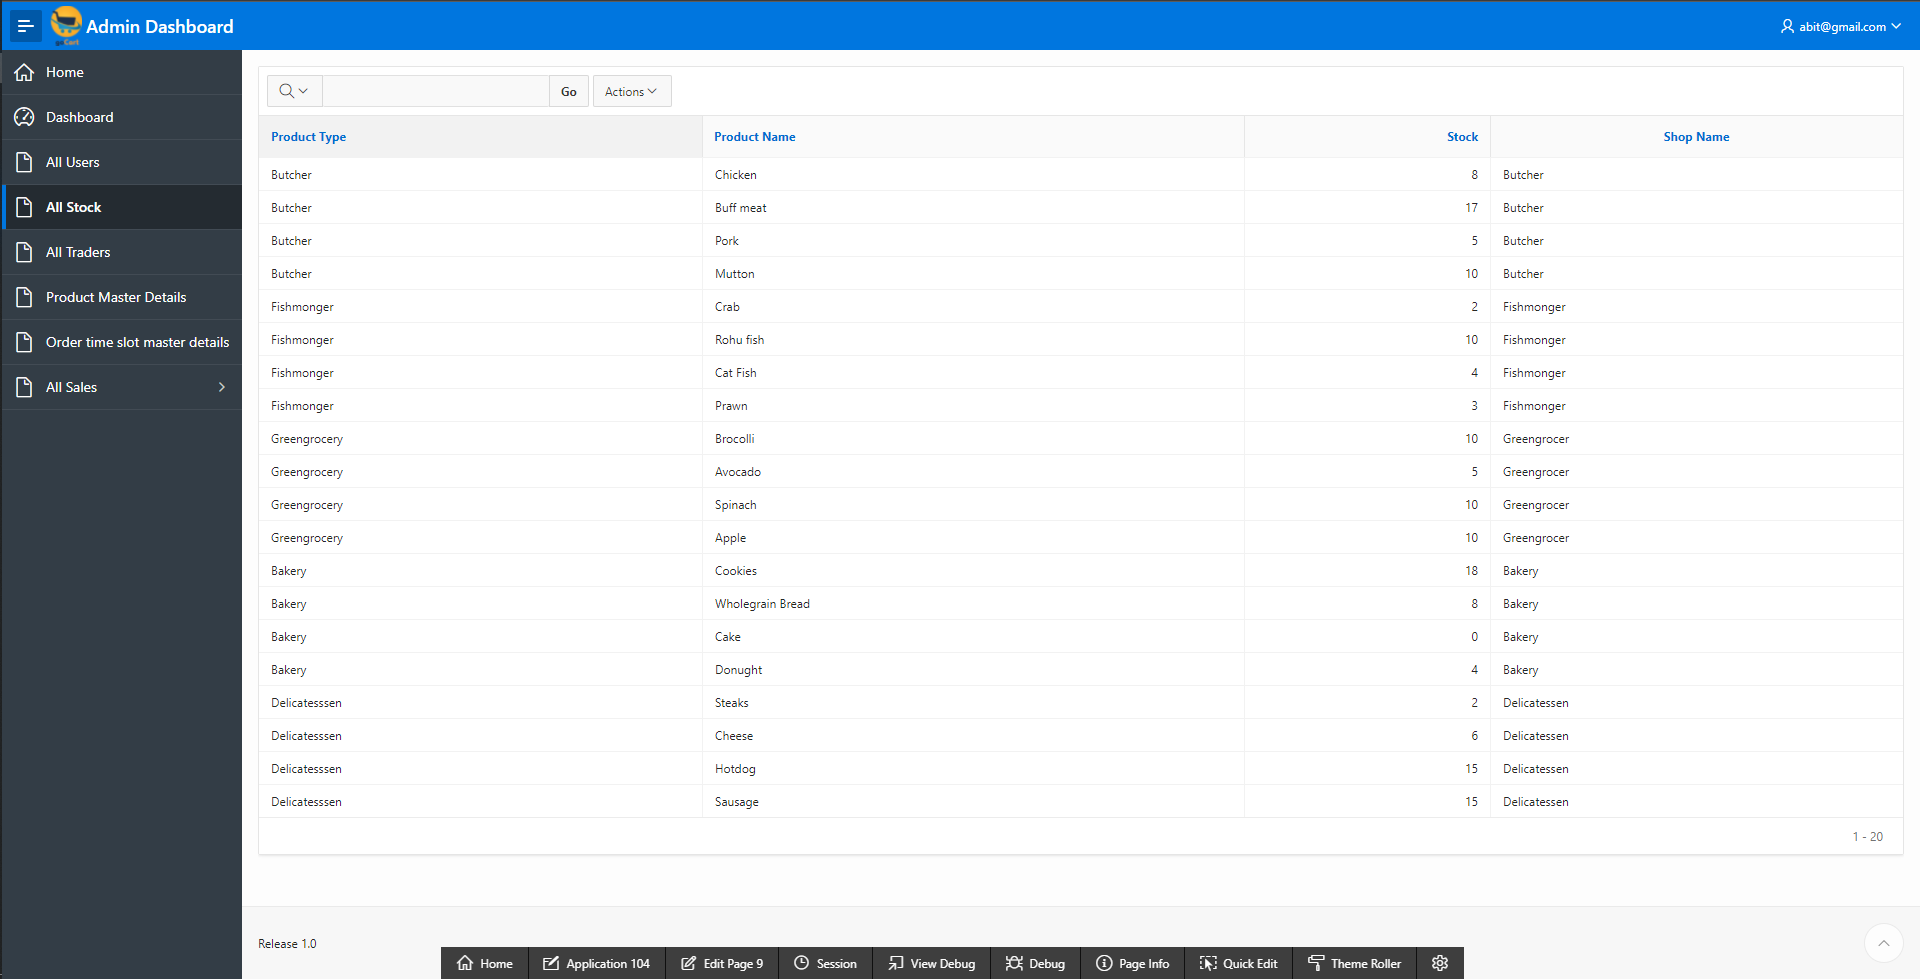 Admin Dashboard
abit@gmail.com
Home
Dashboard
All Users
All Stock
All Traders
Product Master Details
Order time slot master details
All Sales
Go
Actions
Product Type Product Name Stock Shop Name
Butcher Chicken 8 Butcher
Butcher Buff meat 17 Butcher
Butcher Pork 5 Butcher
Butcher Mutton 10 Butcher
Fishmonger Crab 2 Fishmonger
Fishmonger Rohu fish 10 Fishmonger
Fishmonger Cat Fish 4 Fishmonger
Fishmonger Prawn 3 Fishmonger
Greengrocery Brocolli 10 Greengrocer
Greengrocery Avocado 5 Greengrocer
Greengrocery Spinach 10 Greengrocer
Greengrocery Apple 10 Greengrocer
Bakery Cookies 18 Bakery
Bakery Wholegrain Bread 8 Bakery
Bakery Cake 0 Bakery
Bakery Donught 4 Bakery
Delicatesssen Steaks 2 Delicatessen
Delicatesssen Cheese 6 Delicatessen
Delicatesssen Hotdog 15 Delicatessen
Delicatesssen Sausage 15 Delicatessen
1 - 20
Release 1.0
Home Application 104 Edit Page 9 Session View Debug Debug Page Info Quick Edit Theme Roller